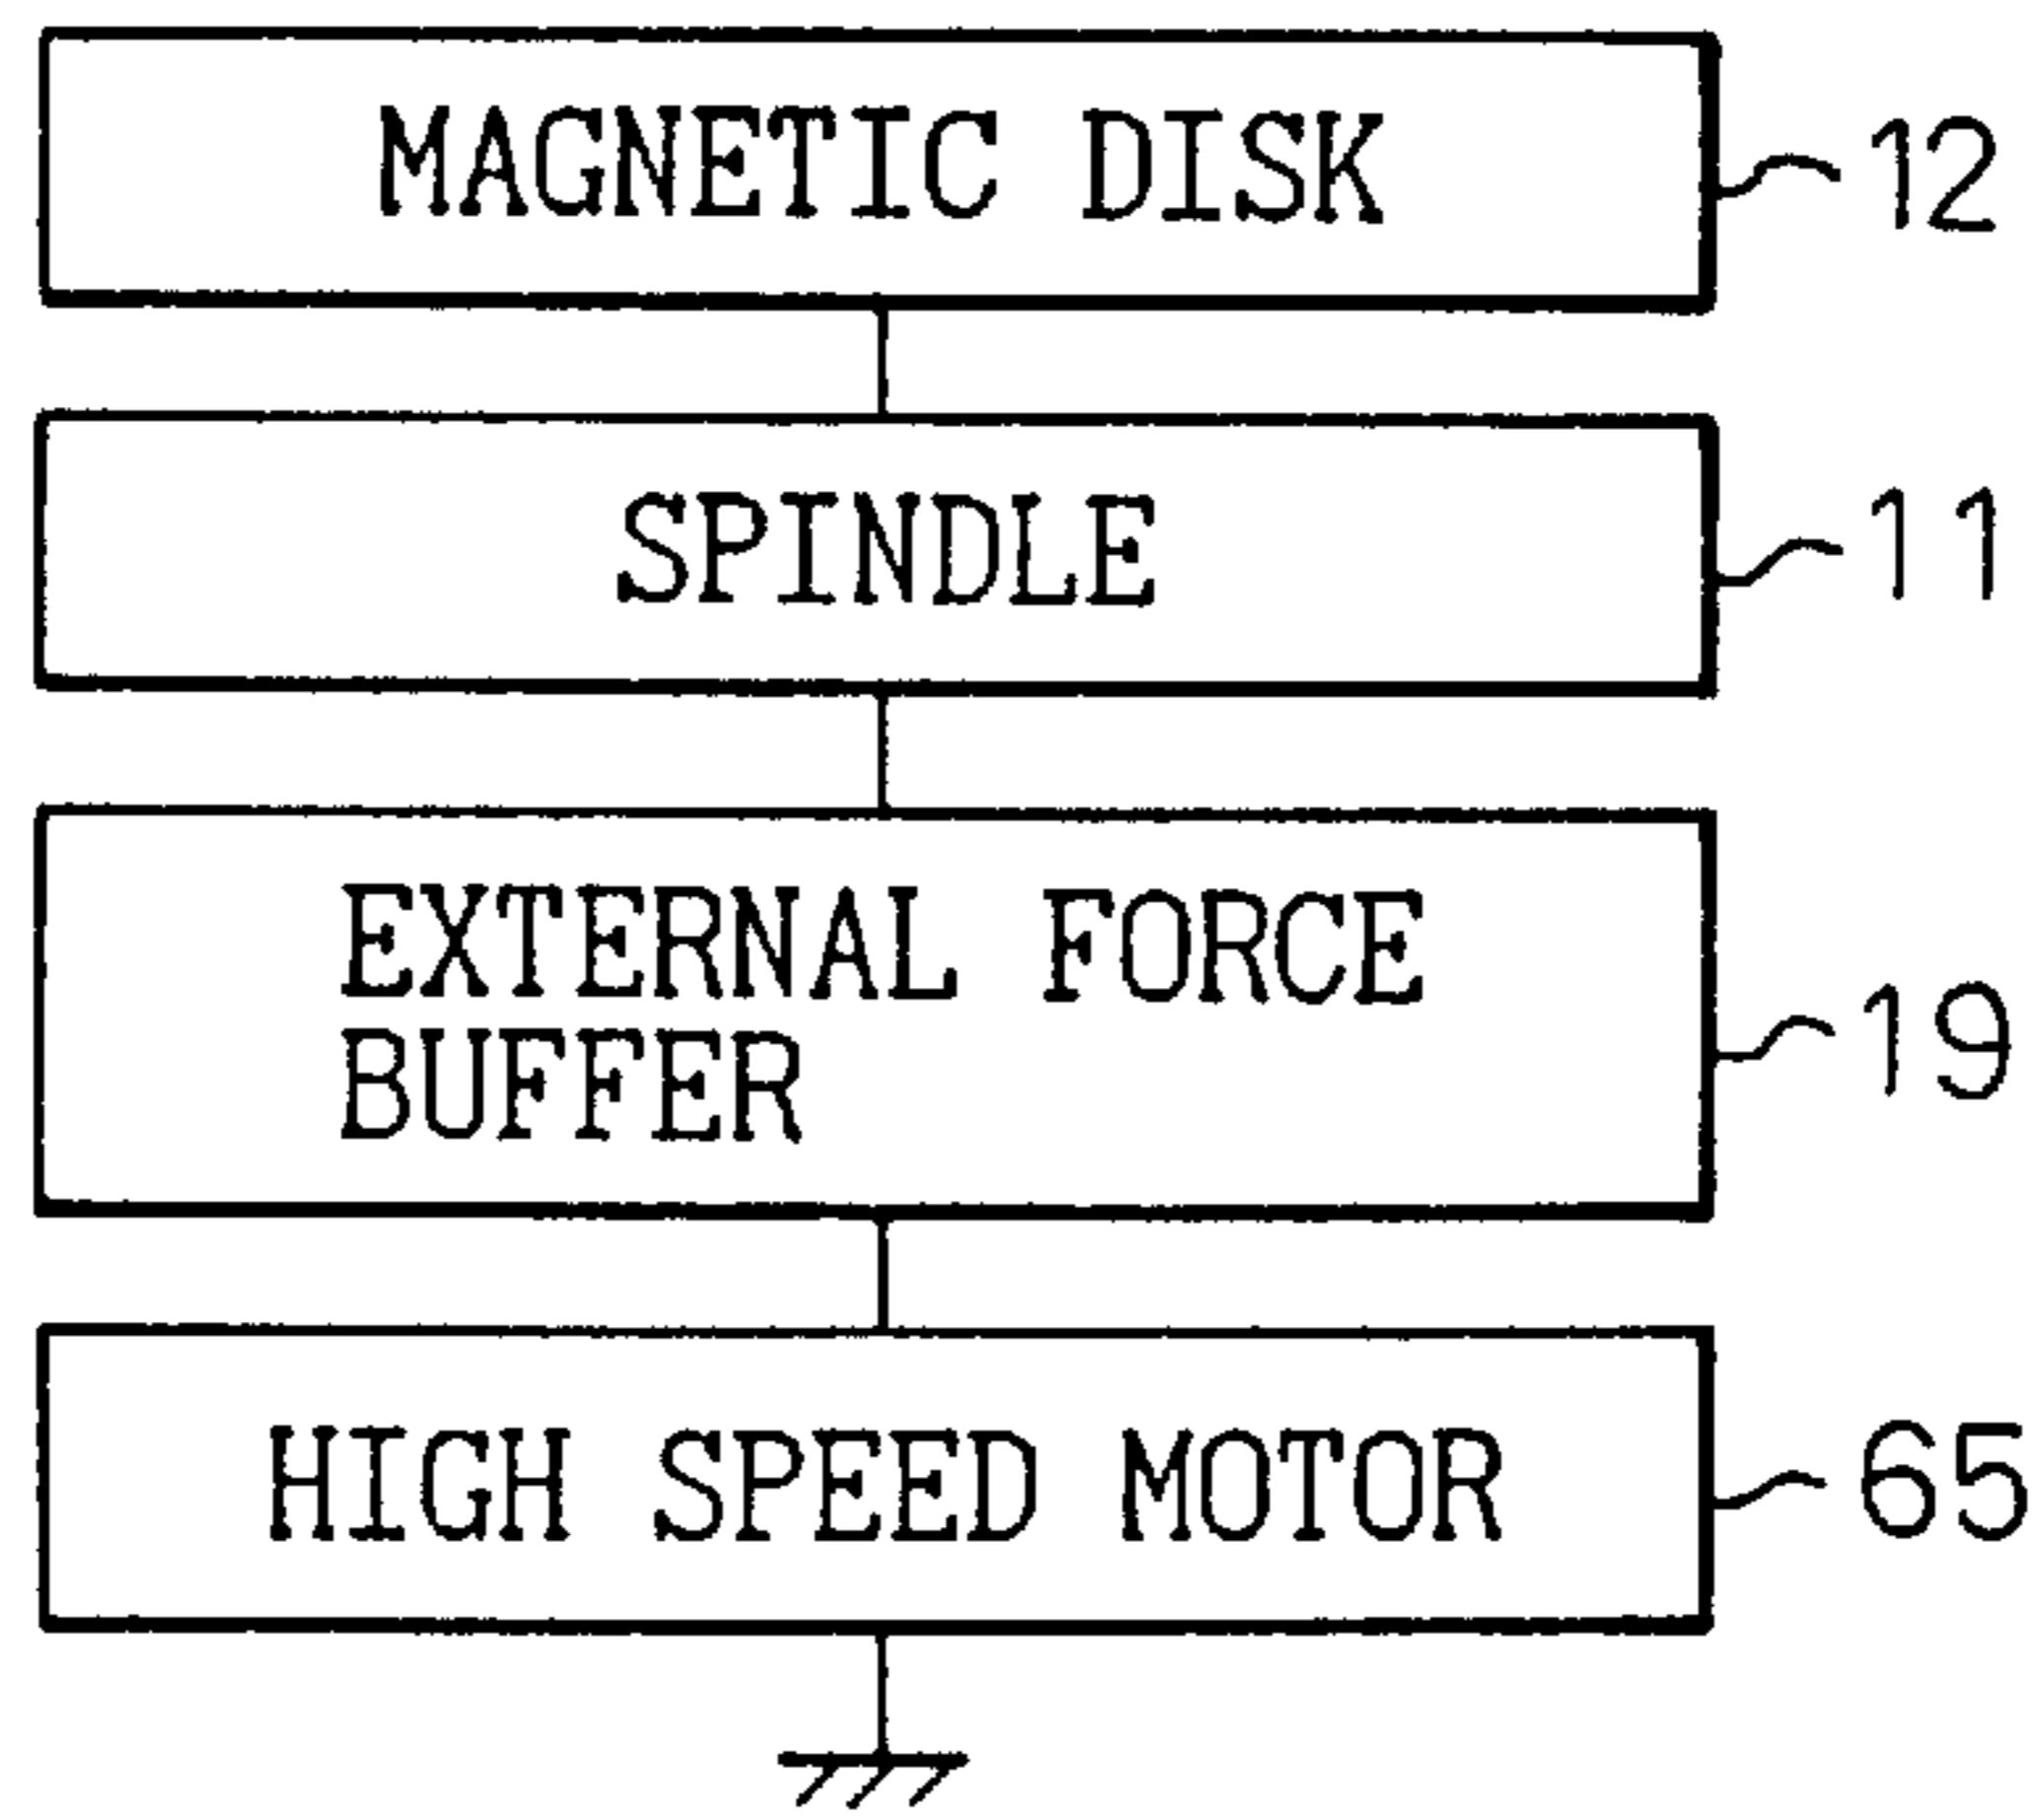 MAGNETIC DISK 12
SPINDLE 11
EXTERNAL FORCE
BUFFER
19
HIGH SPEED MOTOR 65